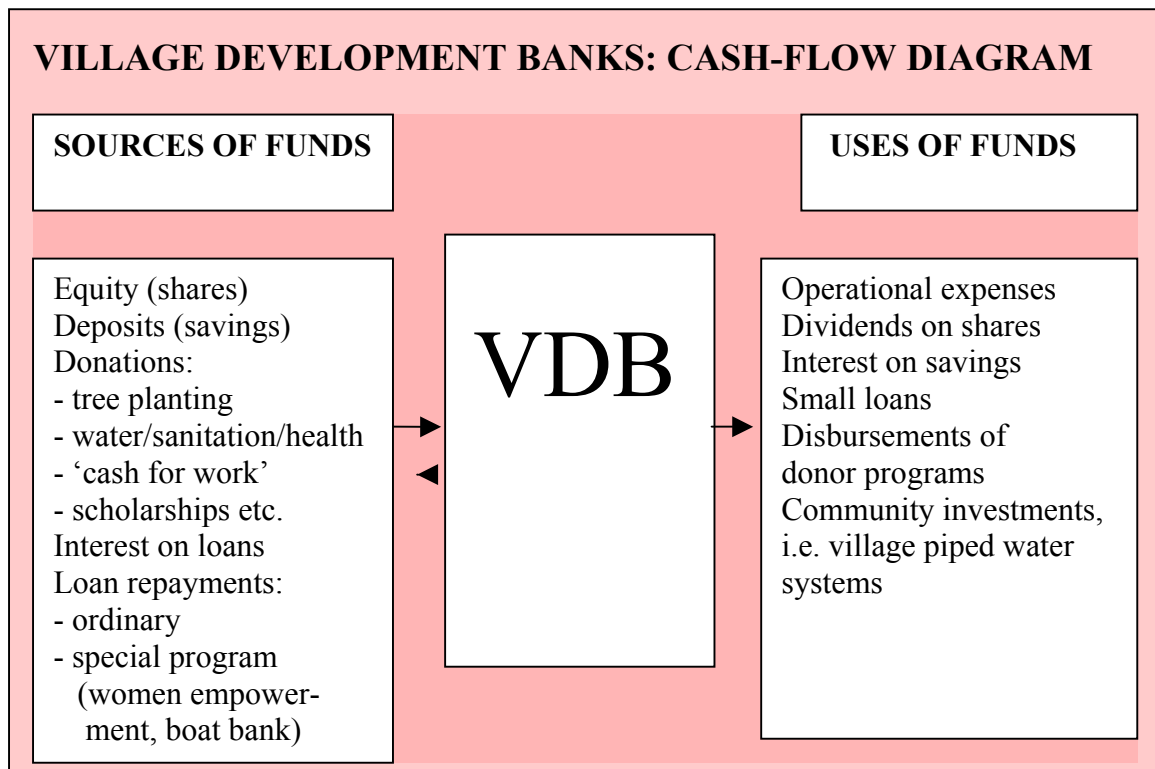 VILLAGE DEVELOPMENT BANKS: CASH-FLOW DIAGRAM
SOURCES OF FUNDS
USES OF FUNDS
Equity (shares)
Deposits (savings)
Donations:
- tree planting
- water/sanitation/health
- ‘cash for work’
- scholarships etc.
Interest on loans
Loan repayments:
- ordinary
- special program
(women empower-
ment, boat bank)
VDB
Operational expenses
Dividends on shares
Interest on savings
Small loans
Disbursements of
donor programs
Community investments,
i.e. village piped water
systems